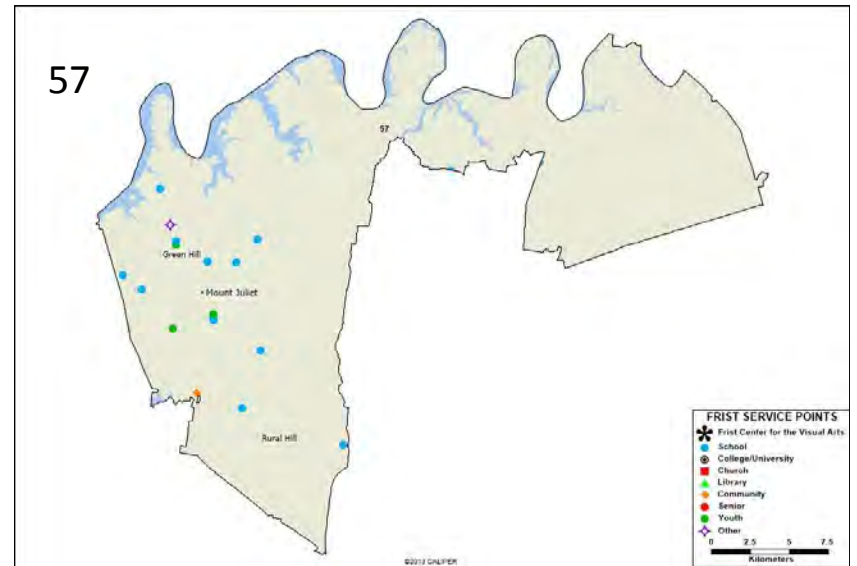 57
57
Green Hill
Mount Juliet
Rural Hill
FRIST SERVICE POINTS
Frist Center for the Visual Arts
School
College/University
Church
Library
Community
Senior
Youth
Other
0 2.5 5 7.5
Kilometers
©2013 CALIPER